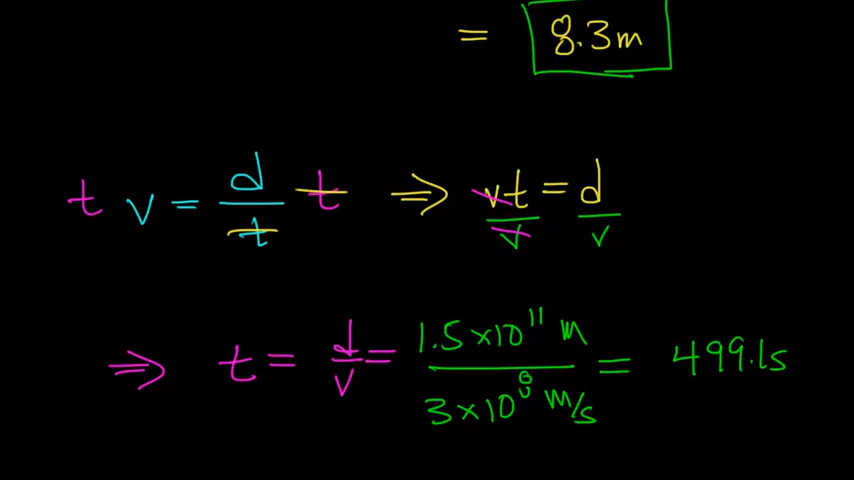 = 8.3m
t v = d/t t ⇒ vt/v = d/v
⇒ t = d/v = 1.5×10¹¹ m / 3×10⁸ m/s = 499.1s